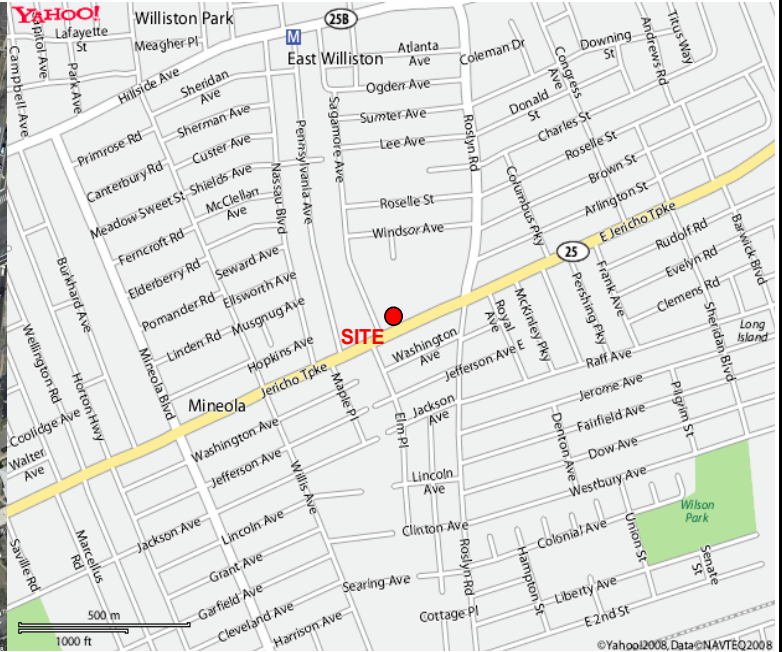 YAHOO!
Williston Park
25B
Lafayette
St
Meagher Pl
M
East Williston
Atlanta
Ave
Coleman Dr
Downing
St
Titus Way
Andrews Rd
Congress
Ave
Capitol Ave
Park Ave
Campbell Ave
Hillside Ave
Sheridan
Ave
Ogden Ave
Sumter Ave
Lee Ave
Donald
St
Charles St
Roselle St
Brown St
Arlington St
Sherman Ave
Custer Ave
Shields Ave
McClellan
Ave
Primrose Rd
Canterbury Rd
Meadow Sweet St
Ferncroft Rd
Elderberry Rd
Pomander Rd
Linden Rd
Nassau Blvd
Pennsylvania Ave
Sagamore Ave
Roslyn Rd
Columbus Pky
Roselle St
Windsor Ave
E Jericho Tpke
25
Rudolf Rd
Evelyn Rd
Clemens Rd
Barwick Blvd
Frank Ave
Pershing Pky
McKinley Pky
Royal
Ave
E
Sheridan Blvd
Long
Island
Seward Ave
Ellsworth Ave
Musgnug Ave
Hopkins Ave
SITE
Burkhard Ave
Wellington Rd
Horton Hwy
Mineola Blvd
Coolidge Ave
Walter
Ave
Mineola
Jericho Tpke
Washington
Ave
Jefferson Ave
Raff Ave
Jerome Ave
Fairfield Ave
Dow Ave
Westbury Ave
Pilgrim St
Denton Ave
Maple Pl
Elm Pl
Jackson
Ave
Washington Ave
Jefferson Ave
Willis Ave
Lincoln
Ave
Wilson
Park
Jackson Ave
Lincoln Ave
Grant Ave
Garfield Ave
Cleveland Ave
Harrison Ave
Clinton Ave
Searing Ave
Cottage Pl
Roslyn Rd
Hampton St
Colonial Ave
Union St
Senate
St
Liberty Ave
E 2nd St
Saville Rd
Marcellus
Rd
500 m
1000 ft
©Yahoo!2008, Data©NAVTEQ2008